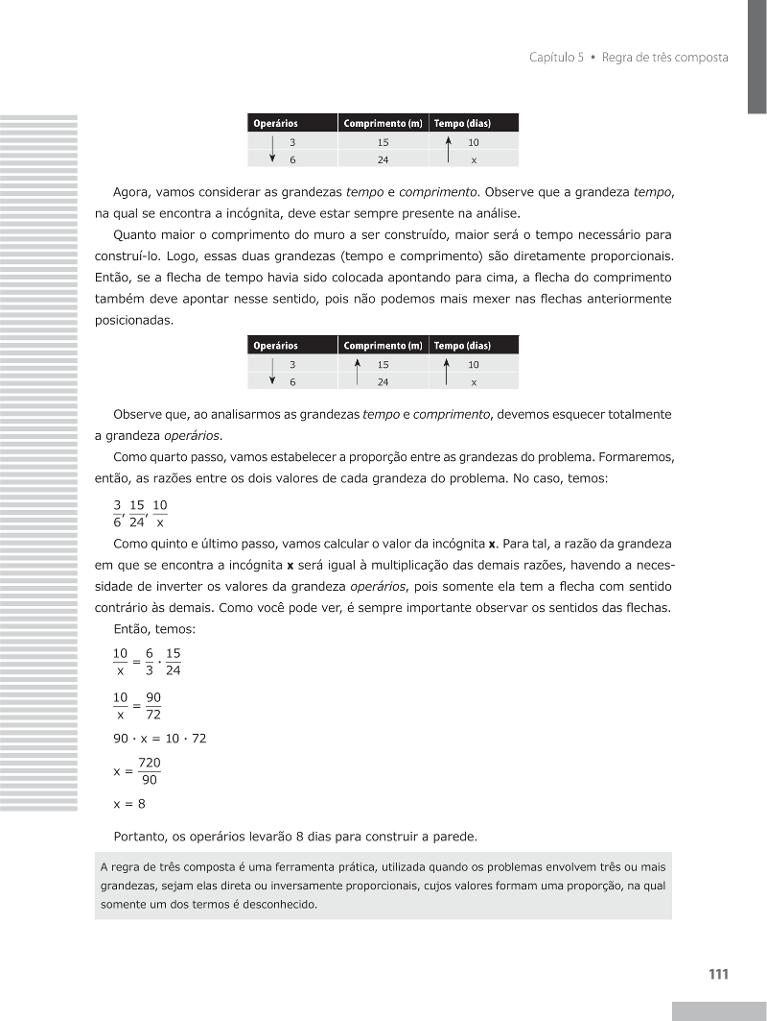 Capítulo 5 • Regra de três composta
Operários Comprimento (m) Tempo (dias)
3 15 10
6 24 x
Agora, vamos considerar as grandezas tempo e comprimento. Observe que a grandeza tempo,
na qual se encontra a incógnita, deve estar sempre presente na análise.
Quanto maior o comprimento do muro a ser construído, maior será o tempo necessário para
construí-lo. Logo, essas duas grandezas (tempo e comprimento) são diretamente proporcionais.
Então, se a flecha de tempo havia sido colocada apontando para cima, a flecha do comprimento
também deve apontar nesse sentido, pois não podemos mais mexer nas flechas anteriormente
posicionadas.
Operários Comprimento (m) Tempo (dias)
3 15 10
6 24 x
Observe que, ao analisarmos as grandezas tempo e comprimento, devemos esquecer totalmente
a grandeza operários.
Como quarto passo, vamos estabelecer a proporção entre as grandezas do problema. Formaremos,
então, as razões entre os dois valores de cada grandeza do problema. No caso, temos:
3/6, 15/24, 10/x
Como quinto e último passo, vamos calcular o valor da incógnita x. Para tal, a razão da grandeza
em que se encontra a incógnita x será igual à multiplicação das demais razões, havendo a neces-
sidade de inverter os valores da grandeza operários, pois somente ela tem a flecha com sentido
contrário às demais. Como você pode ver, é sempre importante observar os sentidos das flechas.
Então, temos:
10/x = 6/3 · 15/24
10/x = 90/72
90 · x = 10 · 72
x = 720/90
x = 8
Portanto, os operários levarão 8 dias para construir a parede.
A regra de três composta é uma ferramenta prática, utilizada quando os problemas envolvem três ou mais
grandezas, sejam elas direta ou inversamente proporcionais, cujos valores formam uma proporção, na qual
somente um dos termos é desconhecido.
111